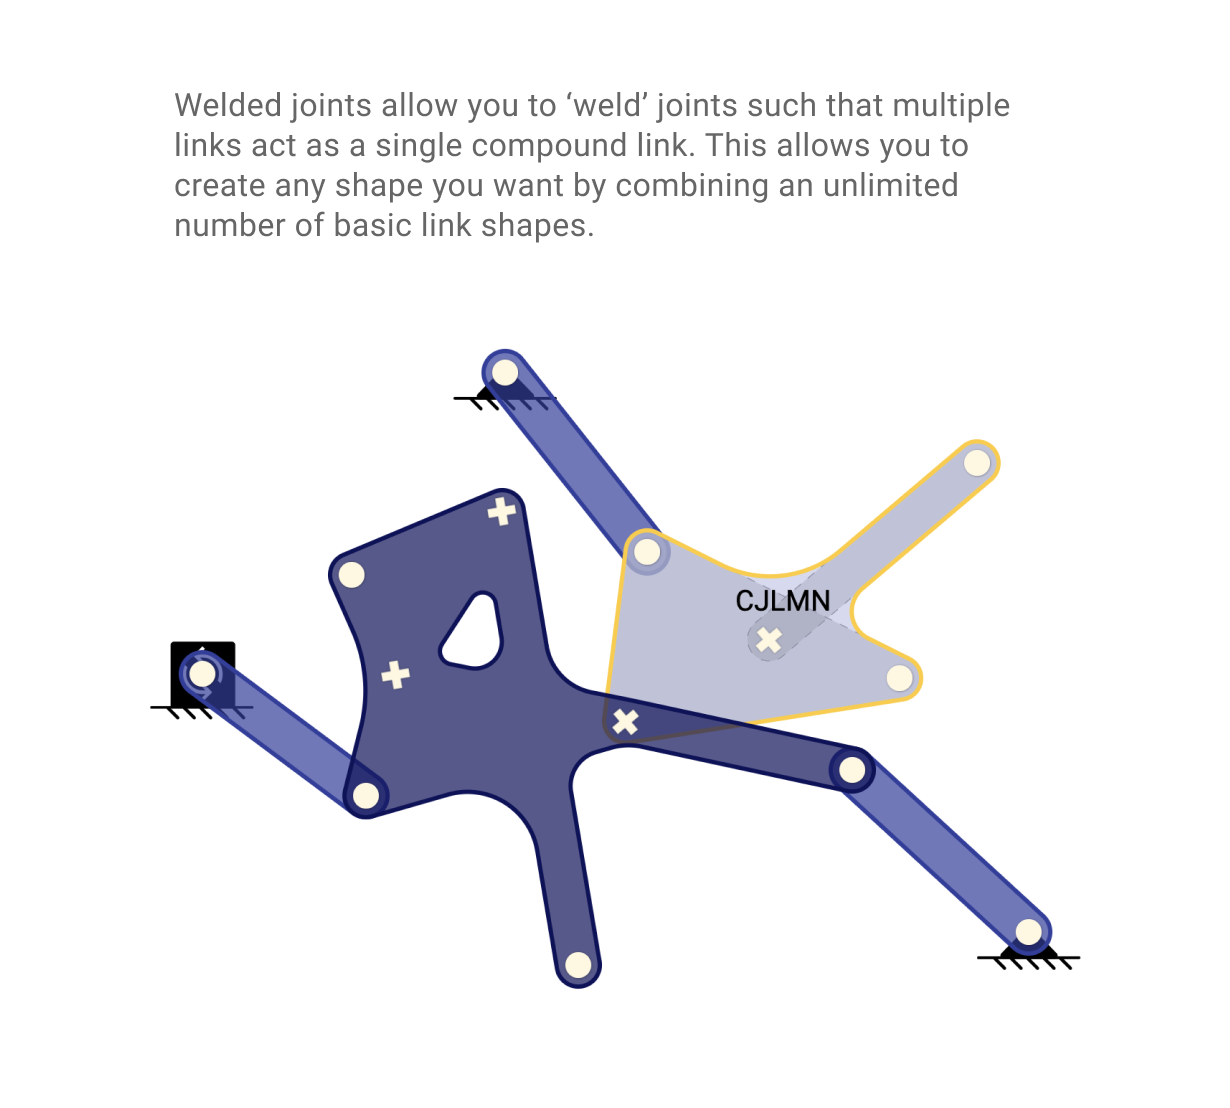 Welded joints allow you to ‘weld’ joints such that multiple
links act as a single compound link. This allows you to
create any shape you want by combining an unlimited
number of basic link shapes.
CJLMN